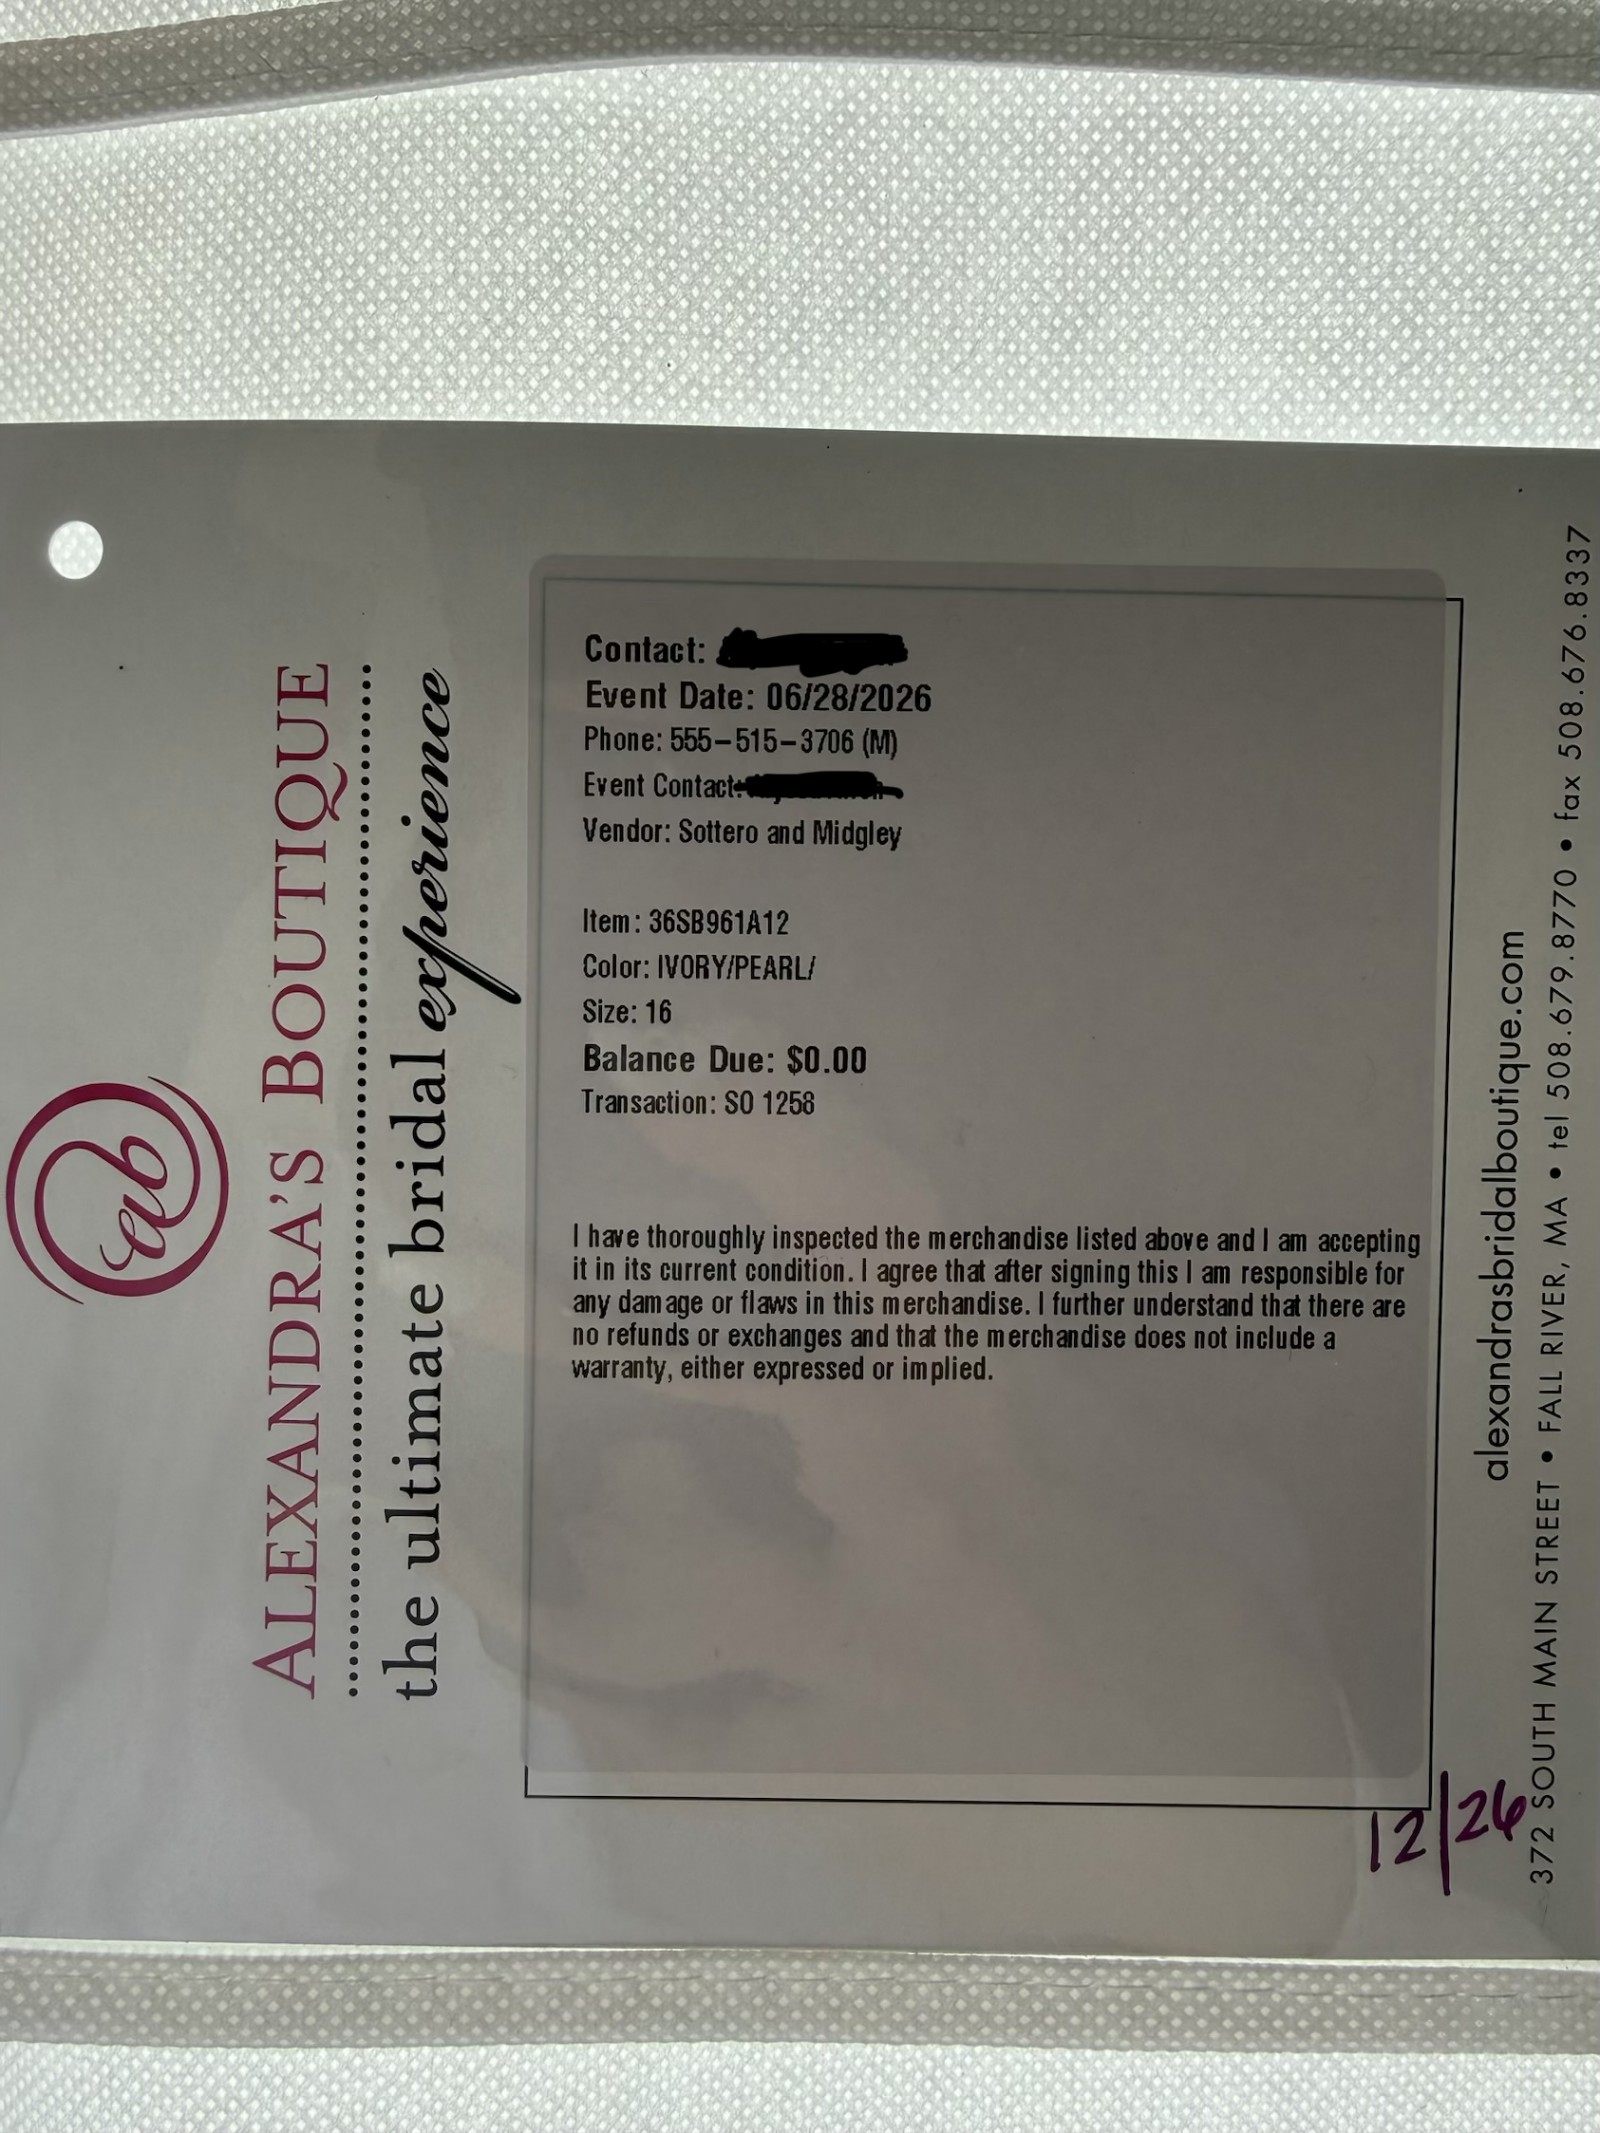 ab
ALEXANDRA'S BOUTIQUE
the ultimate bridal experience
Contact:
Event Date: 06/28/2026
Phone: 555-515-3706 (M)
Event Contact:
Vendor: Sottero and Midgley
Item: 36SB961A12
Color: IVORY/PEARL/
Size: 16
Balance Due: $0.00
Transaction: SO 1258
I have thoroughly inspected the merchandise listed above and I am accepting
it in its current condition. I agree that after signing this I am responsible for
any damage or flaws in this merchandise. I further understand that there are
no refunds or exchanges and that the merchandise does not include a
warranty, either expressed or implied.
12/26
alexandrasbridalboutique.com
372 SOUTH MAIN STREET • FALL RIVER, MA • tel 508.679.8770 • fax 508.676.8337